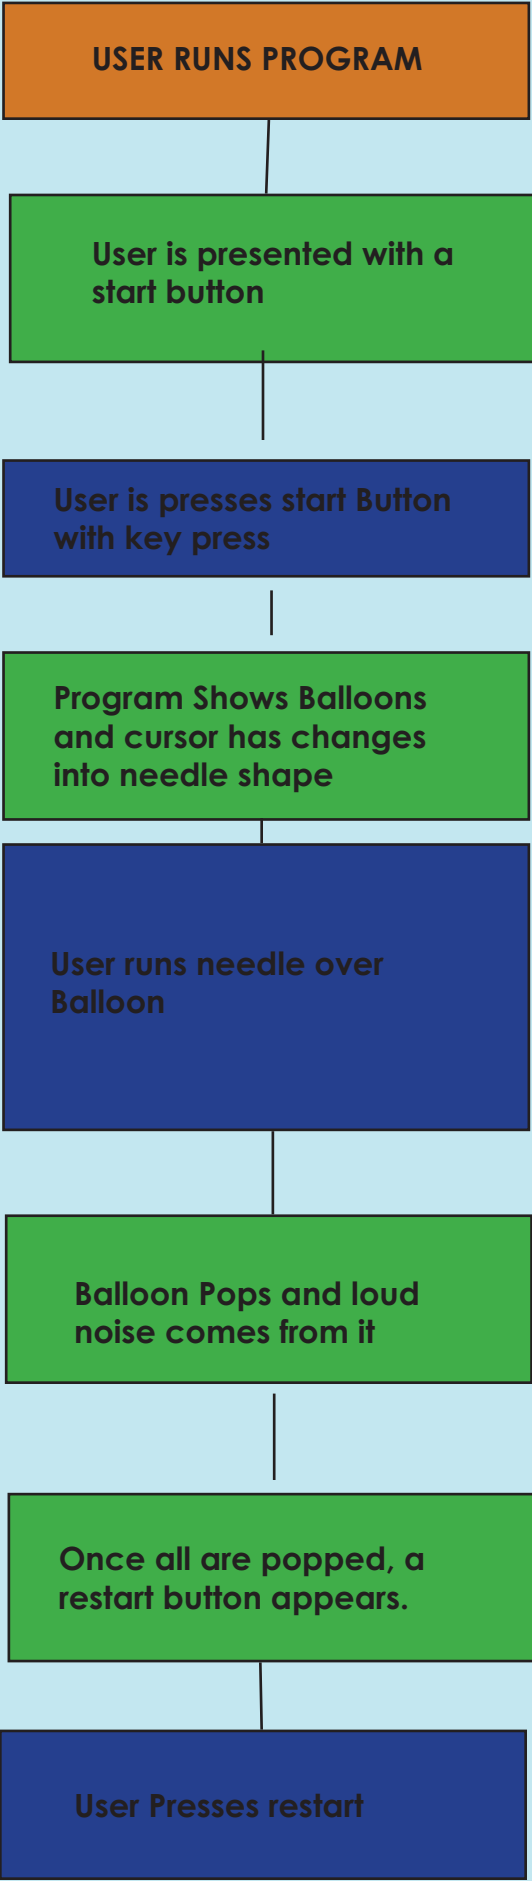 USER RUNS PROGRAM
User is presented with a
start button
User is presses start Button
with key press
Program Shows Balloons
and cursor has changes
into needle shape
User runs needle over
Balloon
Balloon Pops and loud
noise comes from it
Once all are popped, a
restart button appears.
User Presses restart